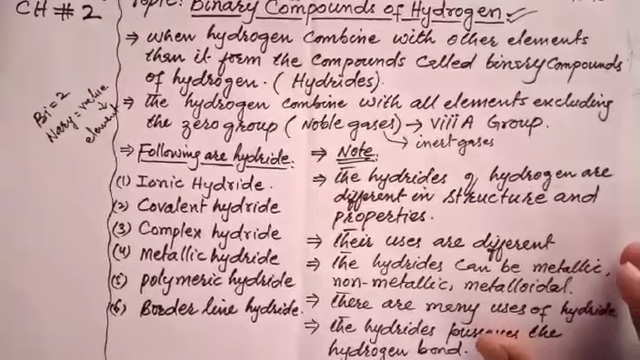 CH # 2
Topic: Binary Compounds of Hydrogen
⇒ when hydrogen combine with other elements
then it form the compounds called binary compounds
of hydrogen. (Hydrides).
Bi = 2
Nary = value
↓
element
⇒ the hydrogen combine with all elements excluding
the zero group (Noble gases) → VIII A Group.
→ inert gases
⇒ Following are hydride:
(1) Ionic Hydride.
(2) Covalent hydride
(3) Complex hydride
(4) Metallic hydride
(5) polymeric hydride
(6) Border line hydride.
⇒ Note:
⇒ the hydrides of hydrogen are
different in structure and
properties.
⇒ their uses are different
⇒ the hydrides can be metallic,
non-metallic, metalloidal.
⇒ there are many uses of hydride
⇒ the hydrides the
hydrogen bond.